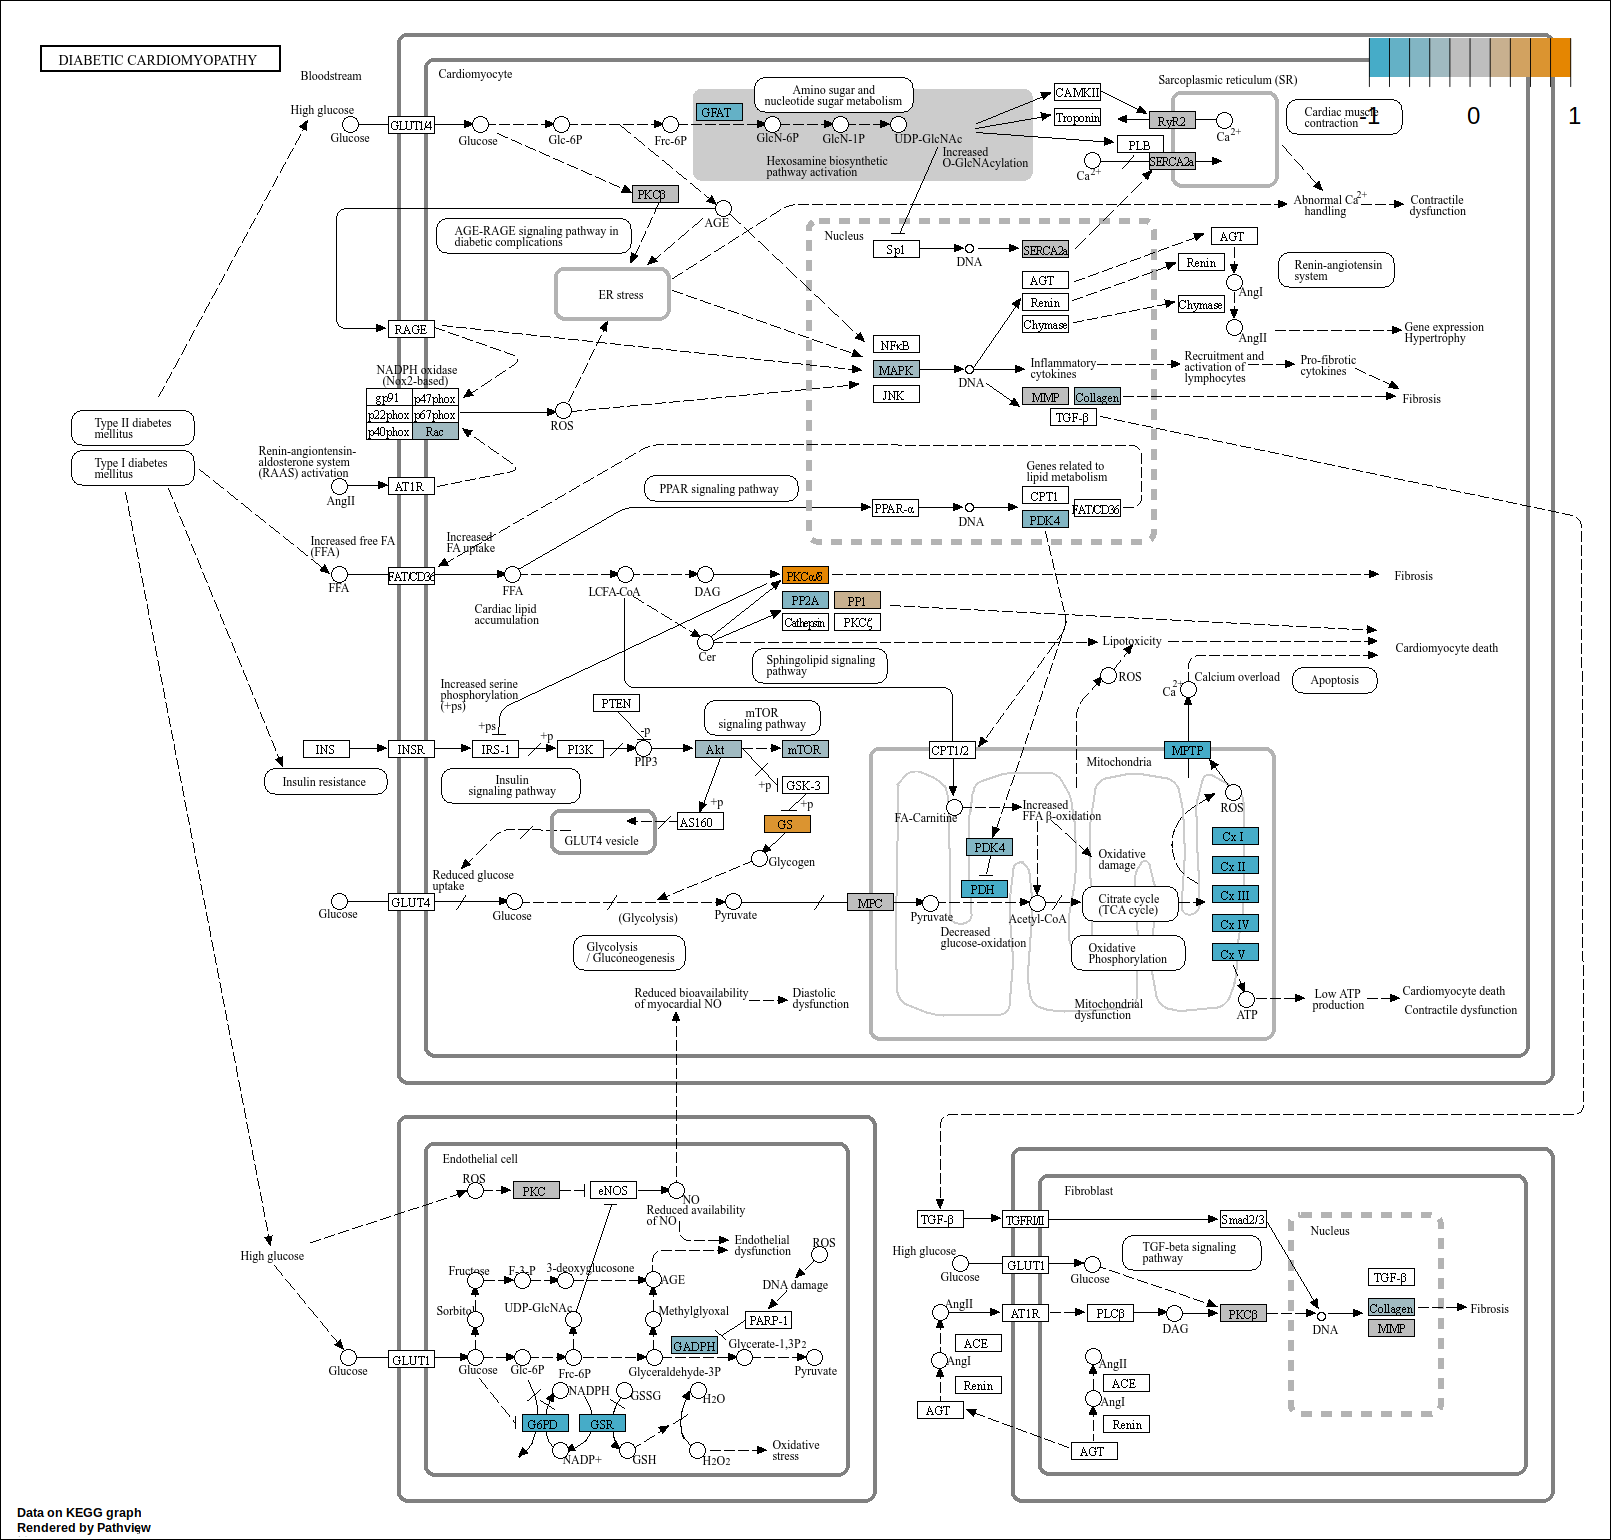 DIABETIC CARDIOMYOPATHY
Bloodstream
Cardiomyocyte
Sarcoplasmic reticulum (SR)
-1
0
1
High glucose
Glucose
GLUT1/4
Glucose
Glc-6P
Frc-6P
GFAT
Amino sugar and
nucleotide sugar metabolism
GlcN-6P
GlcN-1P
UDP-GlcNAc
Hexosamine biosynthetic
pathway activation
Increased
O-GlcNAcylation
CAMKII
Troponin
PLB
RyR2
SERCA2a
Ca2+
Ca2+
Cardiac muscle
contraction
Abnormal Ca2+
handling
Contractile
dysfunction
PKCβ
AGE
AGE-RAGE signaling pathway in
diabetic complications
ER stress
Nucleus
Sp1
DNA
SERCA2a
AGT
Renin
Chymase
AGT
Renin
AngI
Chymase
AngII
Renin-angiotensin
system
Gene expression
Hypertrophy
RAGE
NFκB
MAPK
JNK
DNA
Inflammatory
cytokines
Recruitment and
activation of
lymphocytes
Pro-fibrotic
cytokines
MMP
Collagen
TGF-β
Fibrosis
NADPH oxidase
(Nox2-based)
gp91
p47phox
p22phox
p67phox
p40phox
Rac
ROS
Type II diabetes
mellitus
Type I diabetes
mellitus
Renin-angiontensin-
aldosterone system
(RAAS) activation
AngII
AT1R
PPAR signaling pathway
PPAR-α
DNA
Genes related to
lipid metabolism
CPT1
FAT/CD36
PDK4
Increased free FA
(FFA)
FFA
FAT/CD36
Increased
FA uptake
FFA
Cardiac lipid
accumulation
LCFA-CoA
DAG
PKCα/δ
Fibrosis
PP2A
PP1
Cathepsin
PKCζ
Cer
Sphingolipid signaling
pathway
Lipotoxicity
Cardiomyocyte death
ROS
Ca2+
Calcium overload
Apoptosis
Increased serine
phosphorylation
(+ps)
+ps
INS
INSR
IRS-1
+p
PI3K
PTEN
-p
PIP3
Akt
mTOR
signaling pathway
mTOR
+p
GSK-3
+p
+p
AS160
GS
Insulin resistance
Insulin
signaling pathway
GLUT4 vesicle
Glycogen
Reduced glucose
uptake
Glucose
GLUT4
Glucose
(Glycolysis)
Pyruvate
Glycolysis
/ Gluconeogenesis
MPC
CPT1/2
Mitochondria
MPTP
FA-Carnitine
Increased
FFA β-oxidation
PDK4
PDH
Oxidative
damage
ROS
Cx I
Cx II
Cx III
Cx IV
Cx V
Pyruvate
Acetyl-CoA
Citrate cycle
(TCA cycle)
Decreased
glucose-oxidation
Oxidative
Phosphorylation
Mitochondrial
dysfunction
ATP
Low ATP
production
Cardiomyocyte death
Contractile dysfunction
Reduced bioavailability
of myocardial NO
Diastolic
dysfunction
Endothelial cell
ROS
PKC
eNOS
NO
Reduced availability
of NO
Endothelial
dysfunction
ROS
High glucose
Fructose
F-3-P
3-deoxyglucosone
AGE
DNA damage
Sorbitol
UDP-GlcNAc
Methylglyoxal
PARP-1
GADPH
Glycerate-1,3P2
Glucose
GLUT1
Glucose
Glc-6P
Frc-6P
Glyceraldehyde-3P
Pyruvate
NADPH
GSSG
H2O
G6PD
GSR
NADP+
GSH
H2O2
Oxidative
stress
Fibroblast
TGF-β
TGFRI/II
Smad2/3
Nucleus
High glucose
Glucose
GLUT1
Glucose
TGF-beta signaling
pathway
AngII
AT1R
PLCβ
DAG
PKCβ
DNA
TGF-β
Collagen
MMP
Fibrosis
ACE
AngI
Renin
AGT
AngII
ACE
AngI
Renin
AGT
Data on KEGG graph
Rendered by Pathview